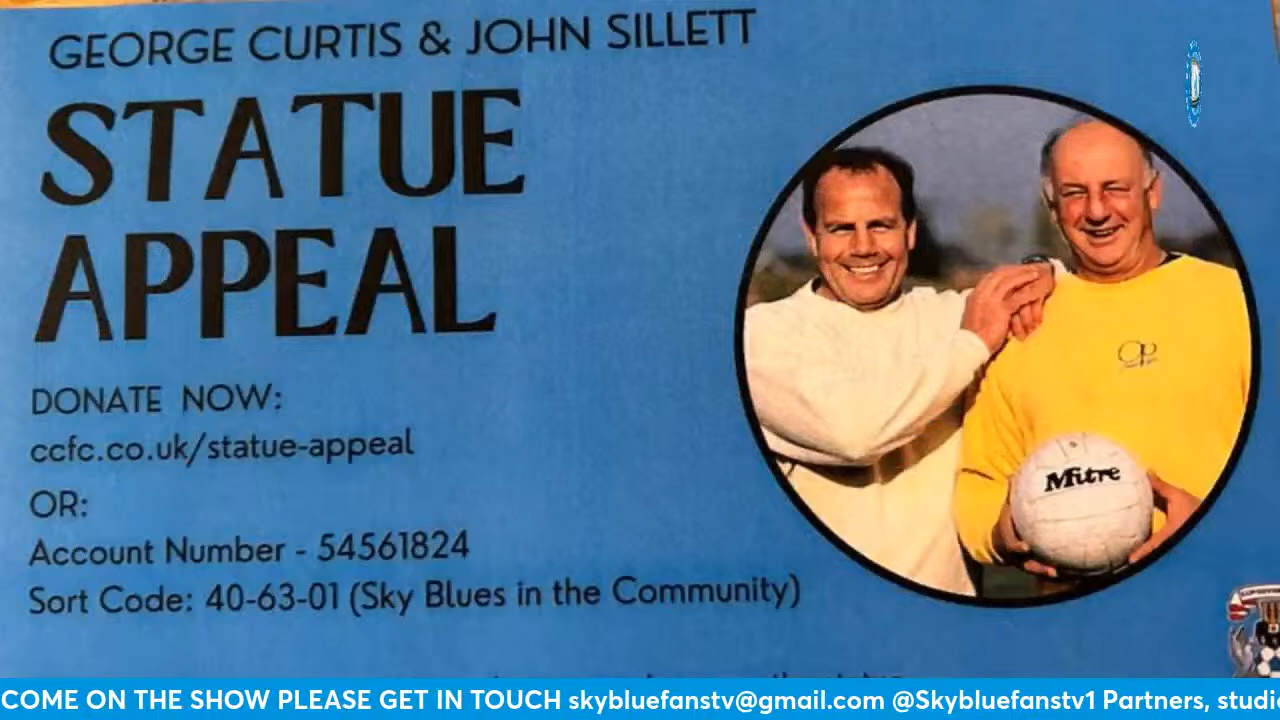 GEORGE CURTIS & JOHN SILLETT
STATUE
APPEAL
DONATE NOW:
ccfc.co.uk/statue-appeal
OR:
Account Number - 54561824
Sort Code: 40-63-01 (Sky Blues in the Community)
Op
Mitre
COME ON THE SHOW PLEASE GET IN TOUCH skybluefanstv@gmail.com @Skybluefanstv1 Partners, studi